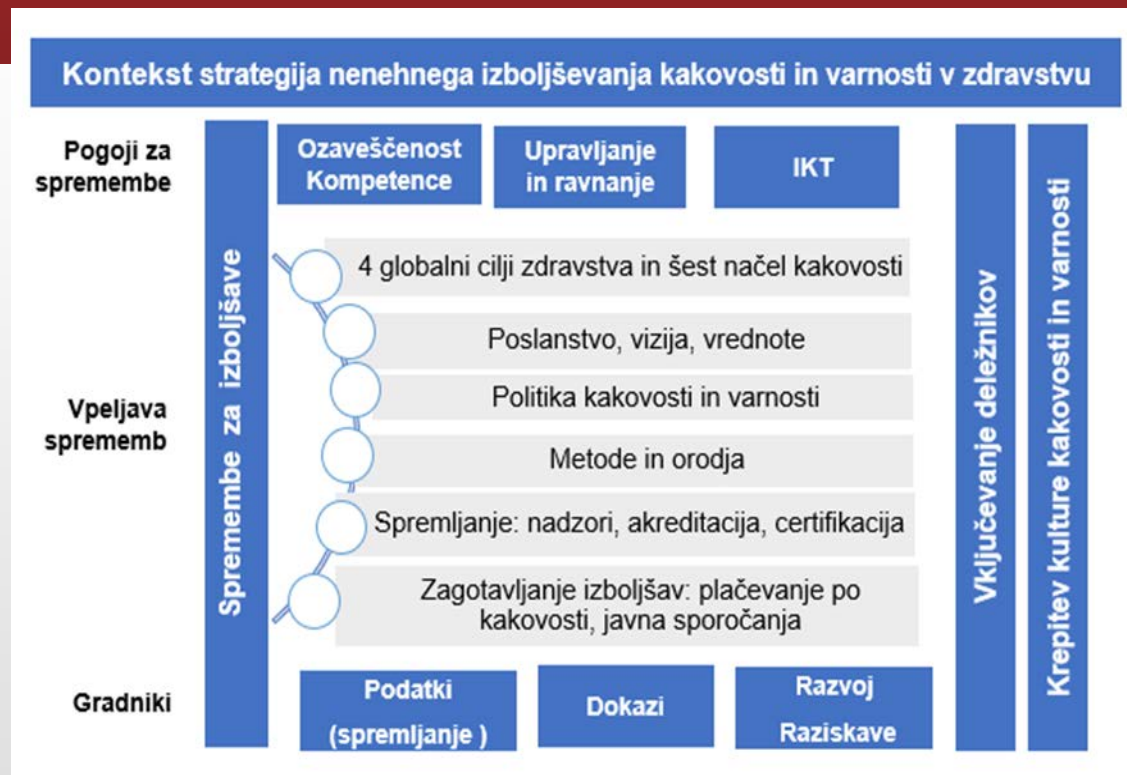 Kontekst strategija nenehnega izboljševanja kakovosti in varnosti v zdravstvu
Pogoji za
spremembe
Spremembe za izboljšave
Ozaveščenost
Kompetence
Upravljanje
in ravnanje
IKT
Vključevanje deležnikov
Krepitev kulture kakovosti in varnosti
Vpeljava
sprememb
4 globalni cilji zdravstva in šest načel kakovosti
Poslanstvo, vizija, vrednote
Politika kakovosti in varnosti
Metode in orodja
Spremljanje: nadzori, akreditacija, certifikacija
Zagotavljanje izboljšav: plačevanje po
kakovosti, javna sporočanja
Gradniki
Podatki
(spremljanje )
Dokazi
Razvoj
Raziskave